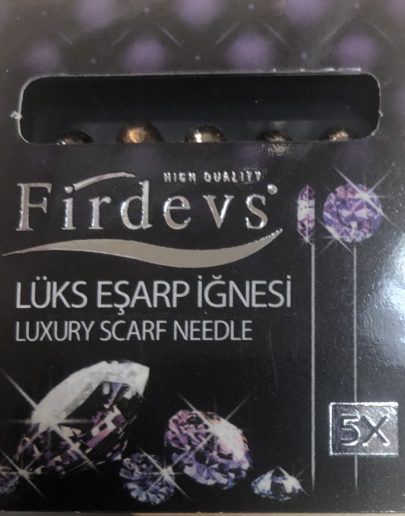 HIGH QUALITY
Firdevs®
LÜKS EŞARP İĞNESİ
LUXURY SCARF NEEDLE
5X